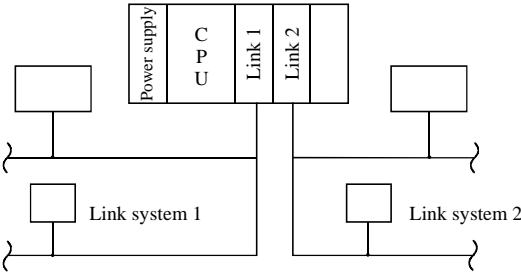 Power supply
C
P
U
Link 1
Link 2
Link system 1
Link system 2